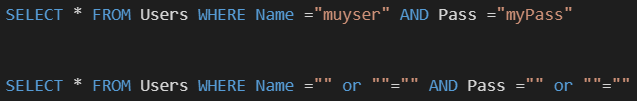 SELECT * FROM Users WHERE Name ="muyser" AND Pass ="myPass"
SELECT * FROM Users WHERE Name ="" or ""="" AND Pass ="" or ""=""